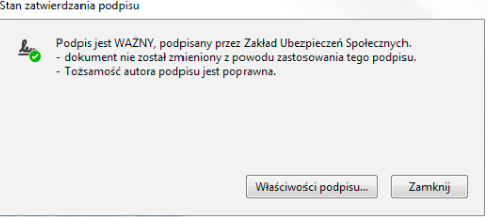 Stan zatwierdzania podpisu
Podpis jest WAŻNY, podpisany przez Zakład Ubezpieczeń Społecznych.
- dokument nie został zmieniony z powodu zastosowania tego podpisu.
- Tożsamość autora podpisu jest poprawna.
Właściwości podpisu... Zamknij